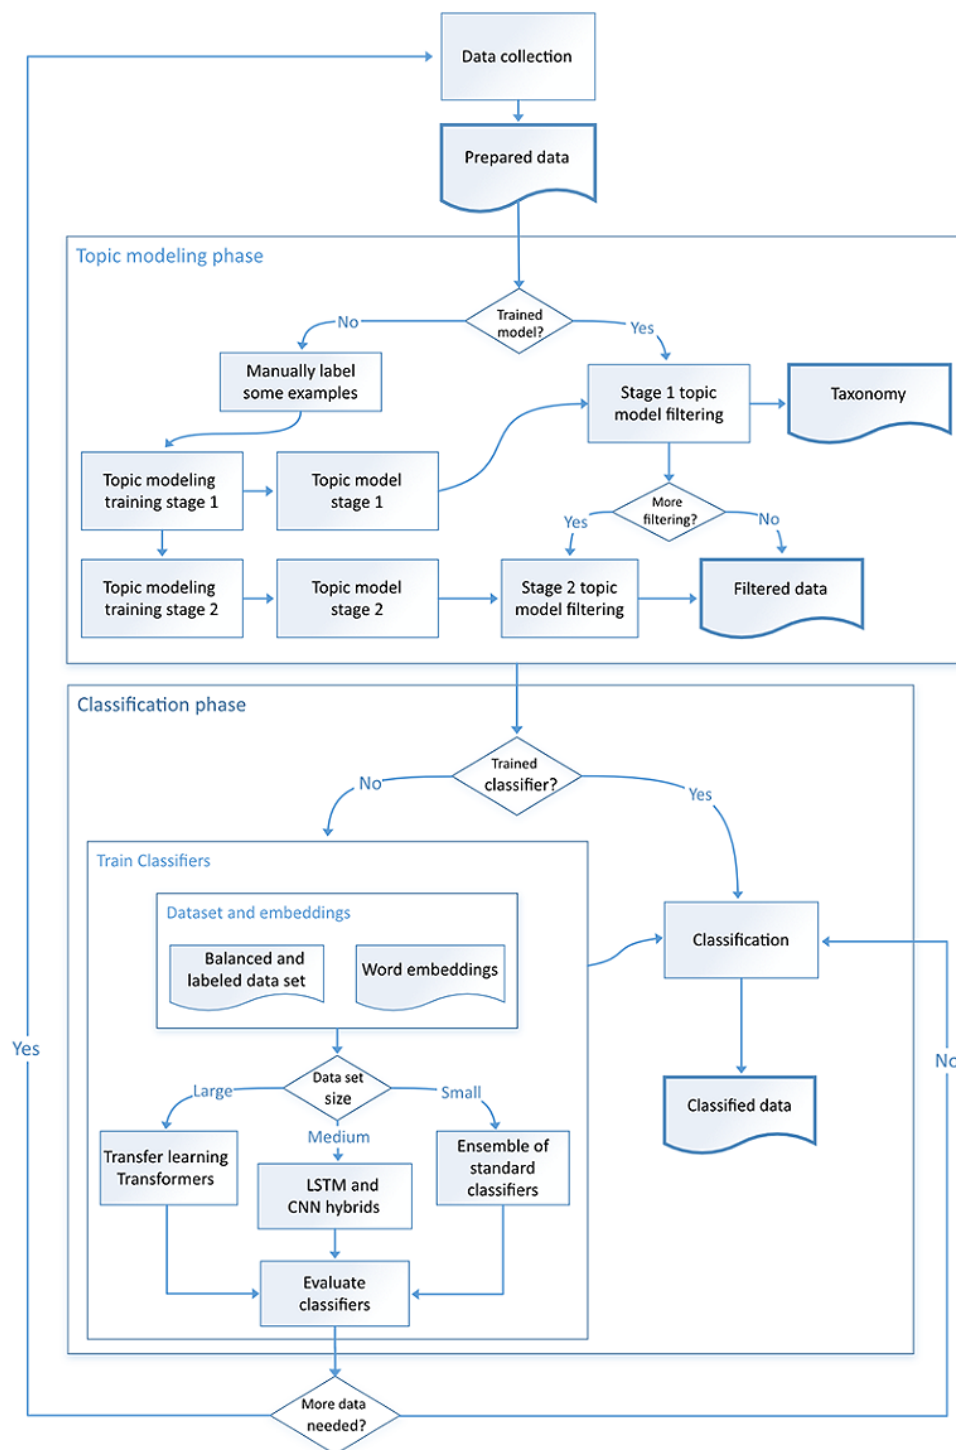 Data collection
Prepared data
Topic modeling phase
Trained
model?
No
Yes
Manually label
some examples
Stage 1 topic
model filtering
Taxonomy
Topic modeling
training stage 1
Topic model
stage 1
More
filtering?
Yes
No
Topic modeling
training stage 2
Topic model
stage 2
Stage 2 topic
model filtering
Filtered data
Classification phase
Trained
classifier?
No
Yes
Train Classifiers
Dataset and embeddings
Balanced and
labeled data set
Word embeddings
Classification
Yes
No
Data set
size
Large
Medium
Small
Classified data
Transfer learning
Transformers
LSTM and
CNN hybrids
Ensemble of
standard
classifiers
Evaluate
classifiers
More data
needed?